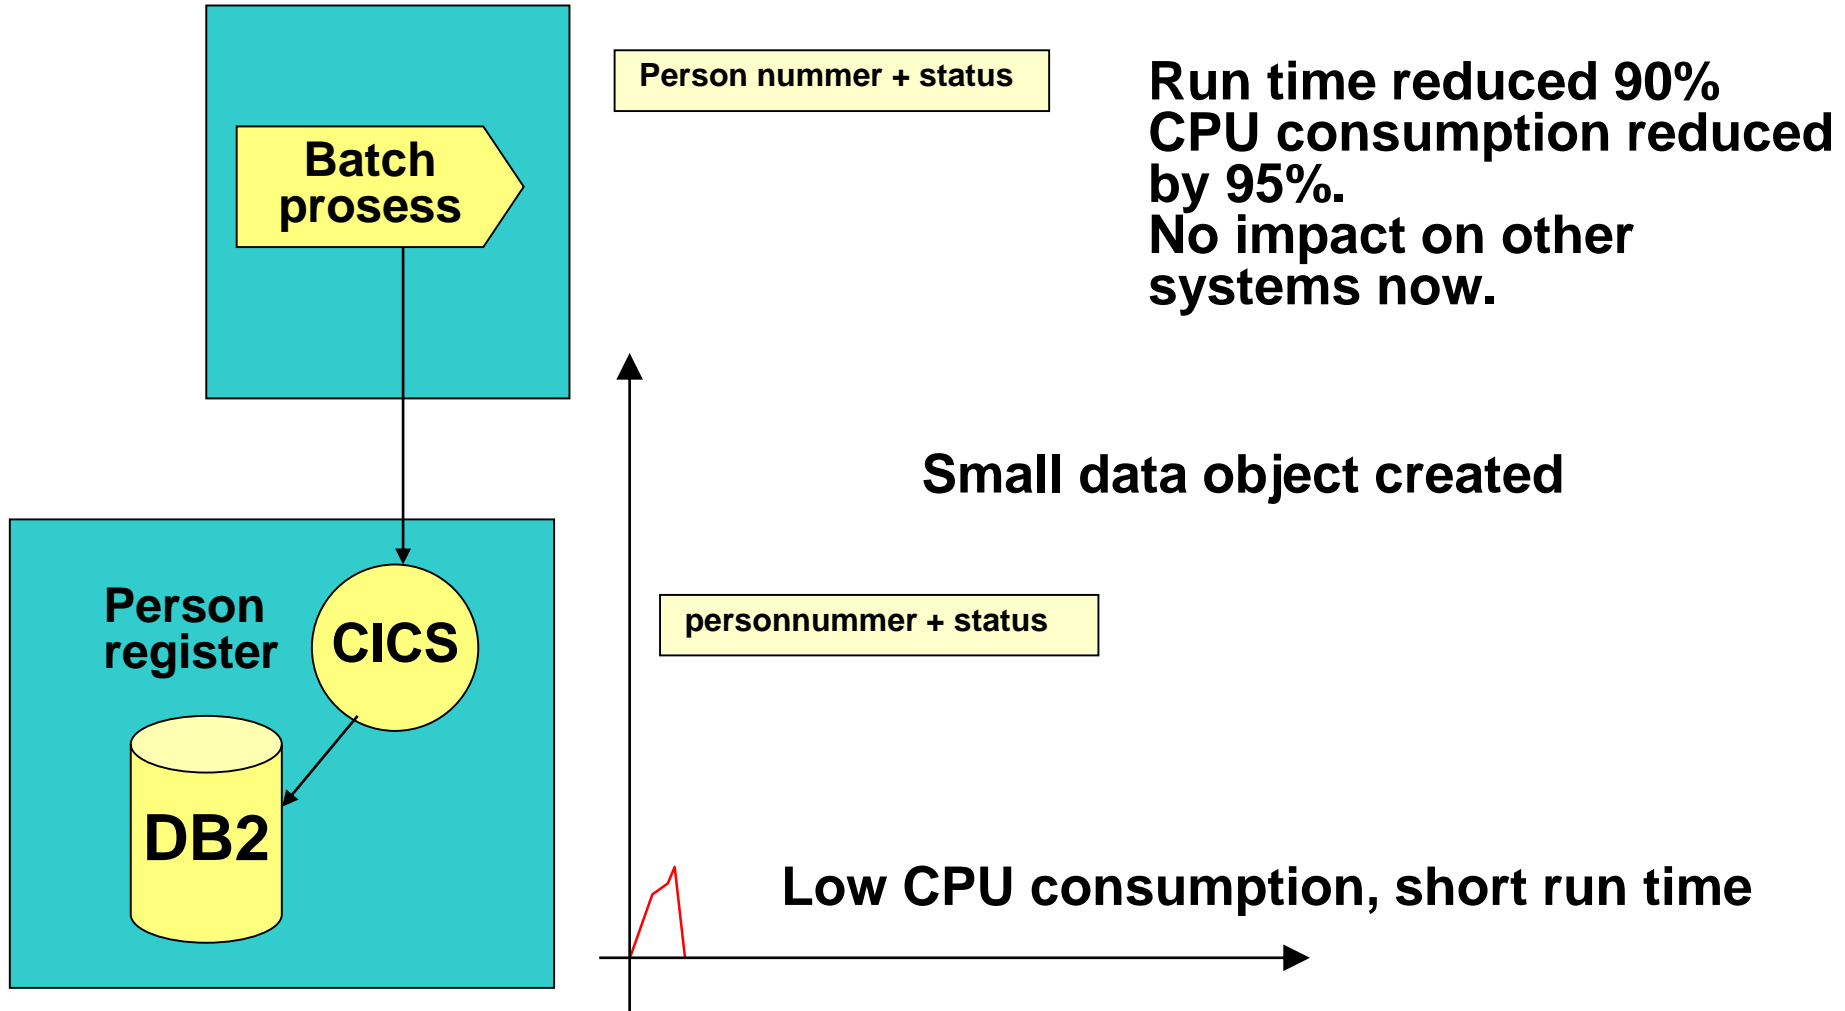 Person nummer + status
Run time reduced 90%
CPU consumption reduced
by 95%.
No impact on other
systems now.
Batch
prosess
Small data object created
Person
register
CICS
personnummer + status
DB2
Low CPU consumption, short run time